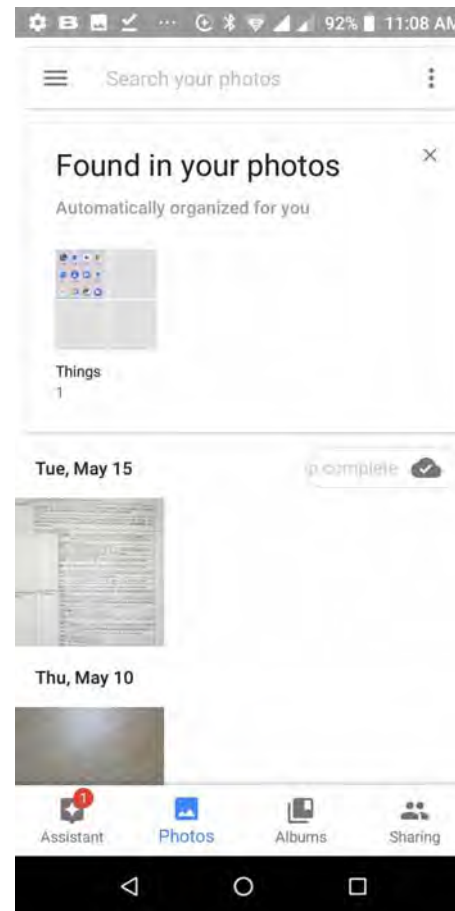 B 92% 11:08 AM
Search your photos
Found in your photos
Automatically organized for you
Things
1
Tue, May 15
p complete
Thu, May 10
1
Assistant Photos Albums Sharing